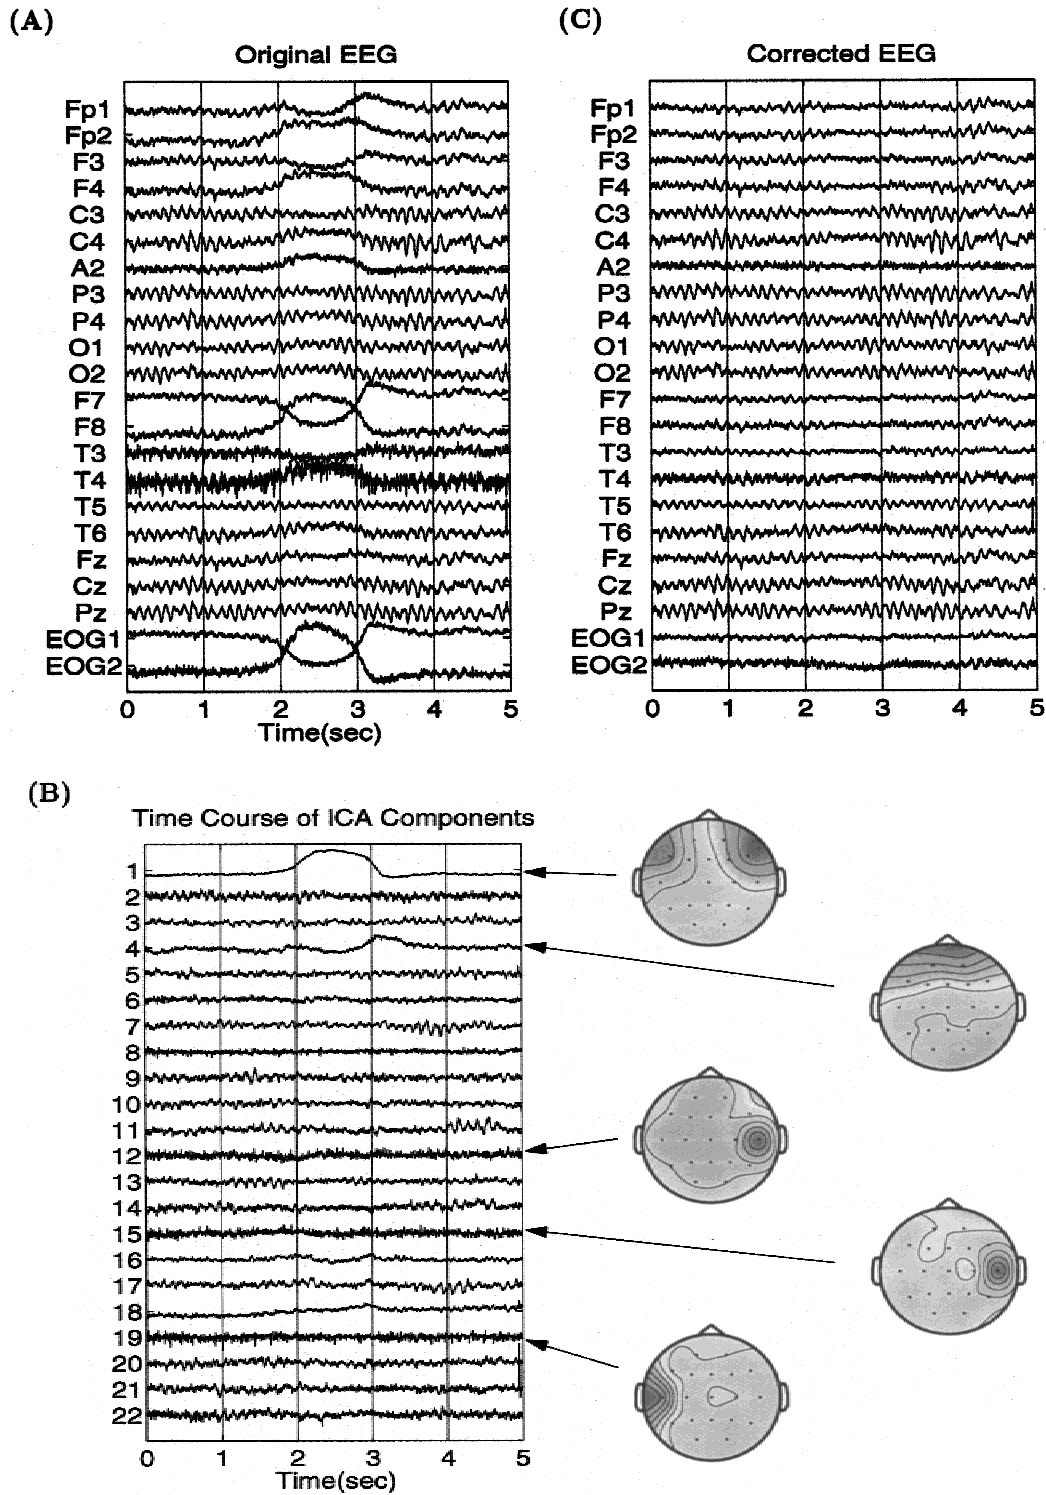 (A)
Original EEG
Fp1
Fp2
F3
F4
C3
C4
A2
P3
P4
O1
O2
F7
F8
T3
T4
T5
T6
Fz
Cz
Pz
EOG1
EOG2
0 1 2 3 4 5
Time(sec)
(C)
Corrected EEG
Fp1
Fp2
F3
F4
C3
C4
A2
P3
P4
O1
O2
F7
F8
T3
T4
T5
T6
Fz
Cz
Pz
EOG1
EOG2
0 1 2 3 4 5
(B)
Time Course of ICA Components
1
2
3
4
5
6
7
8
9
10
11
12
13
14
15
16
17
18
19
20
21
22
0 1 2 3 4 5
Time(sec)